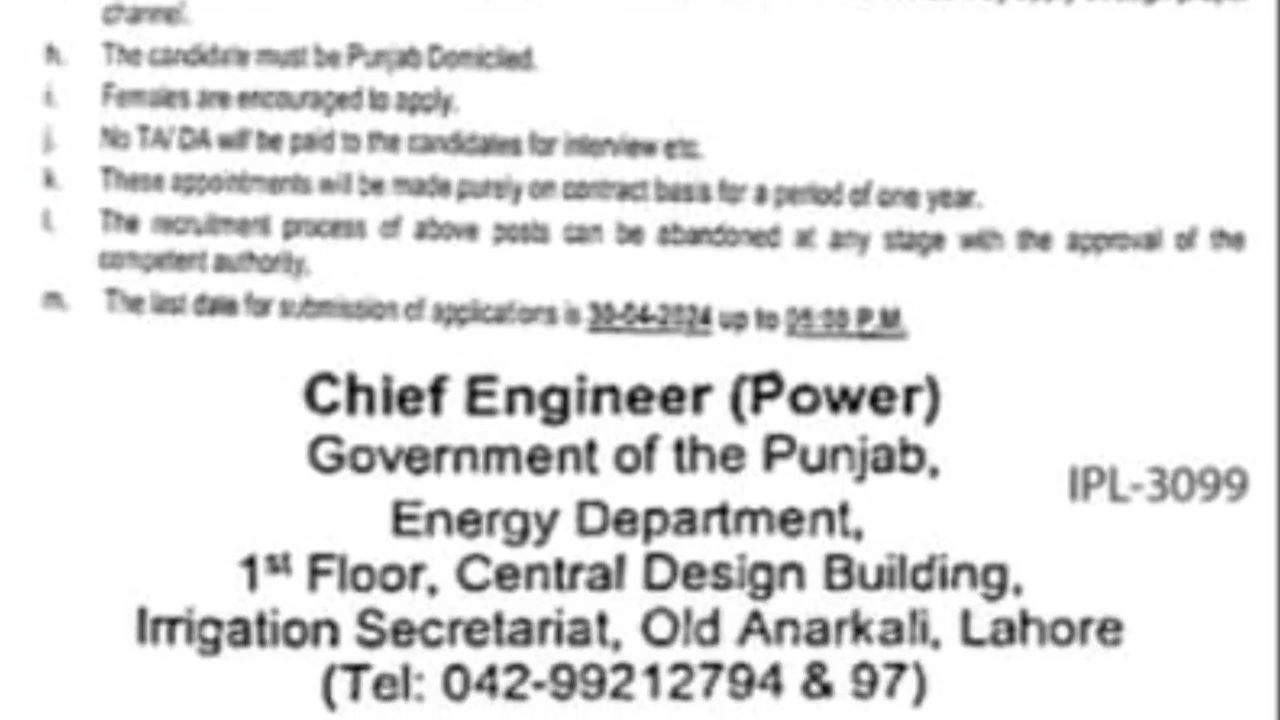 channel.
h. The candidate must be Punjab Domiciled.
i. Females are encouraged to apply.
j. No TA/DA will be paid to the candidates for interview etc.
k. These appointments will be made purely on contract basis for a period of one year.
l. The recruitment process of above posts can be abandoned at any stage with the approval of the
competent authority.
m. The last date for submission of applications is 30-04-2024 up to 05:00 P.M.
Chief Engineer (Power)
Government of the Punjab,
IPL-3099
Energy Department,
1st Floor, Central Design Building,
Irrigation Secretariat, Old Anarkali, Lahore
(Tel: 042-99212794 & 97)